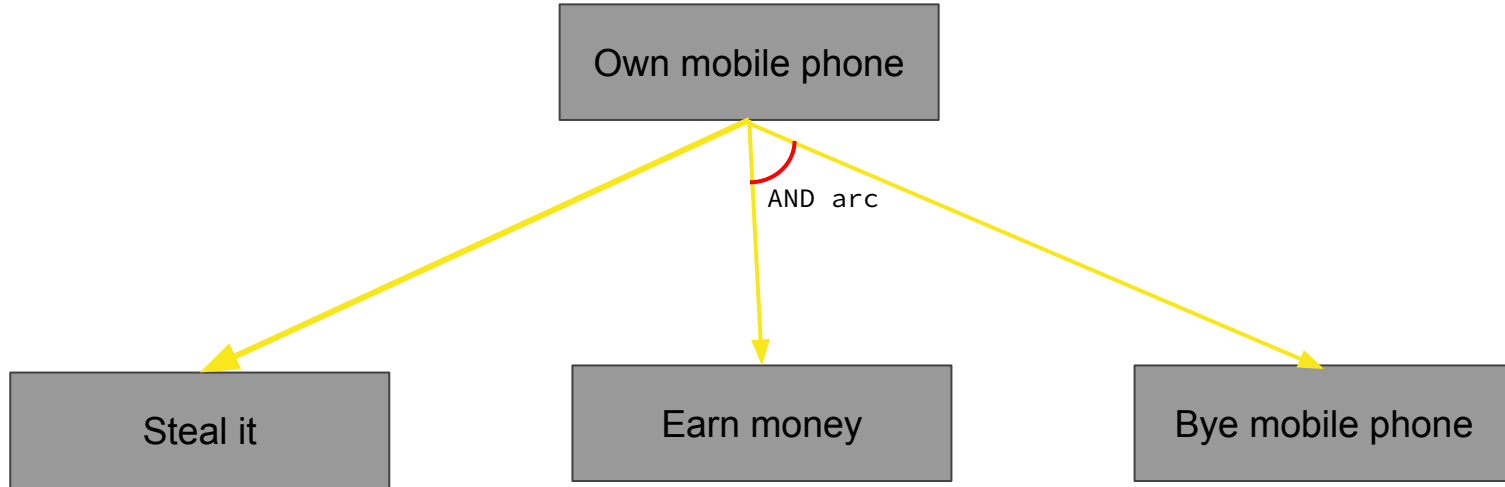 Own mobile phone
AND arc
Steal it
Earn money
Bye mobile phone